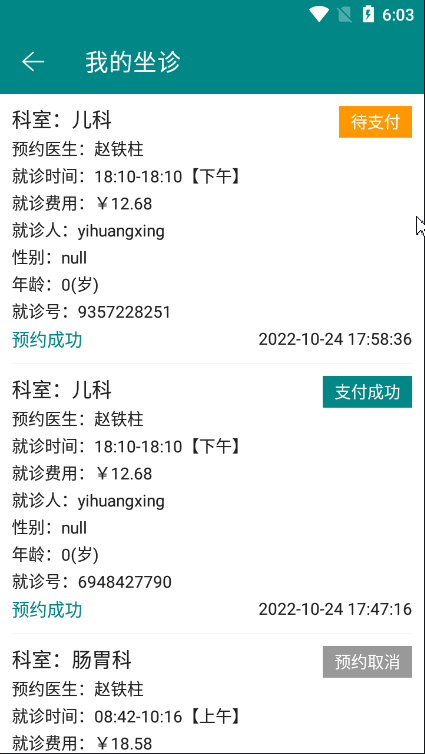 6:03
我的坐诊
科室：儿科
待支付
预约医生：赵铁柱
就诊时间：18:10-18:10【下午】
就诊费用：￥12.68
就诊人：yihuangxing
性别：null
年龄：0(岁)
就诊号：9357228251
预约成功
2022-10-24 17:58:36
科室：儿科
支付成功
预约医生：赵铁柱
就诊时间：18:10-18:10【下午】
就诊费用：￥12.68
就诊人：yihuangxing
性别：null
年龄：0(岁)
就诊号：6948427790
预约成功
2022-10-24 17:47:16
科室：肠胃科
预约取消
预约医生：赵铁柱
就诊时间：08:42-10:16【上午】
就诊费用：￥18.58